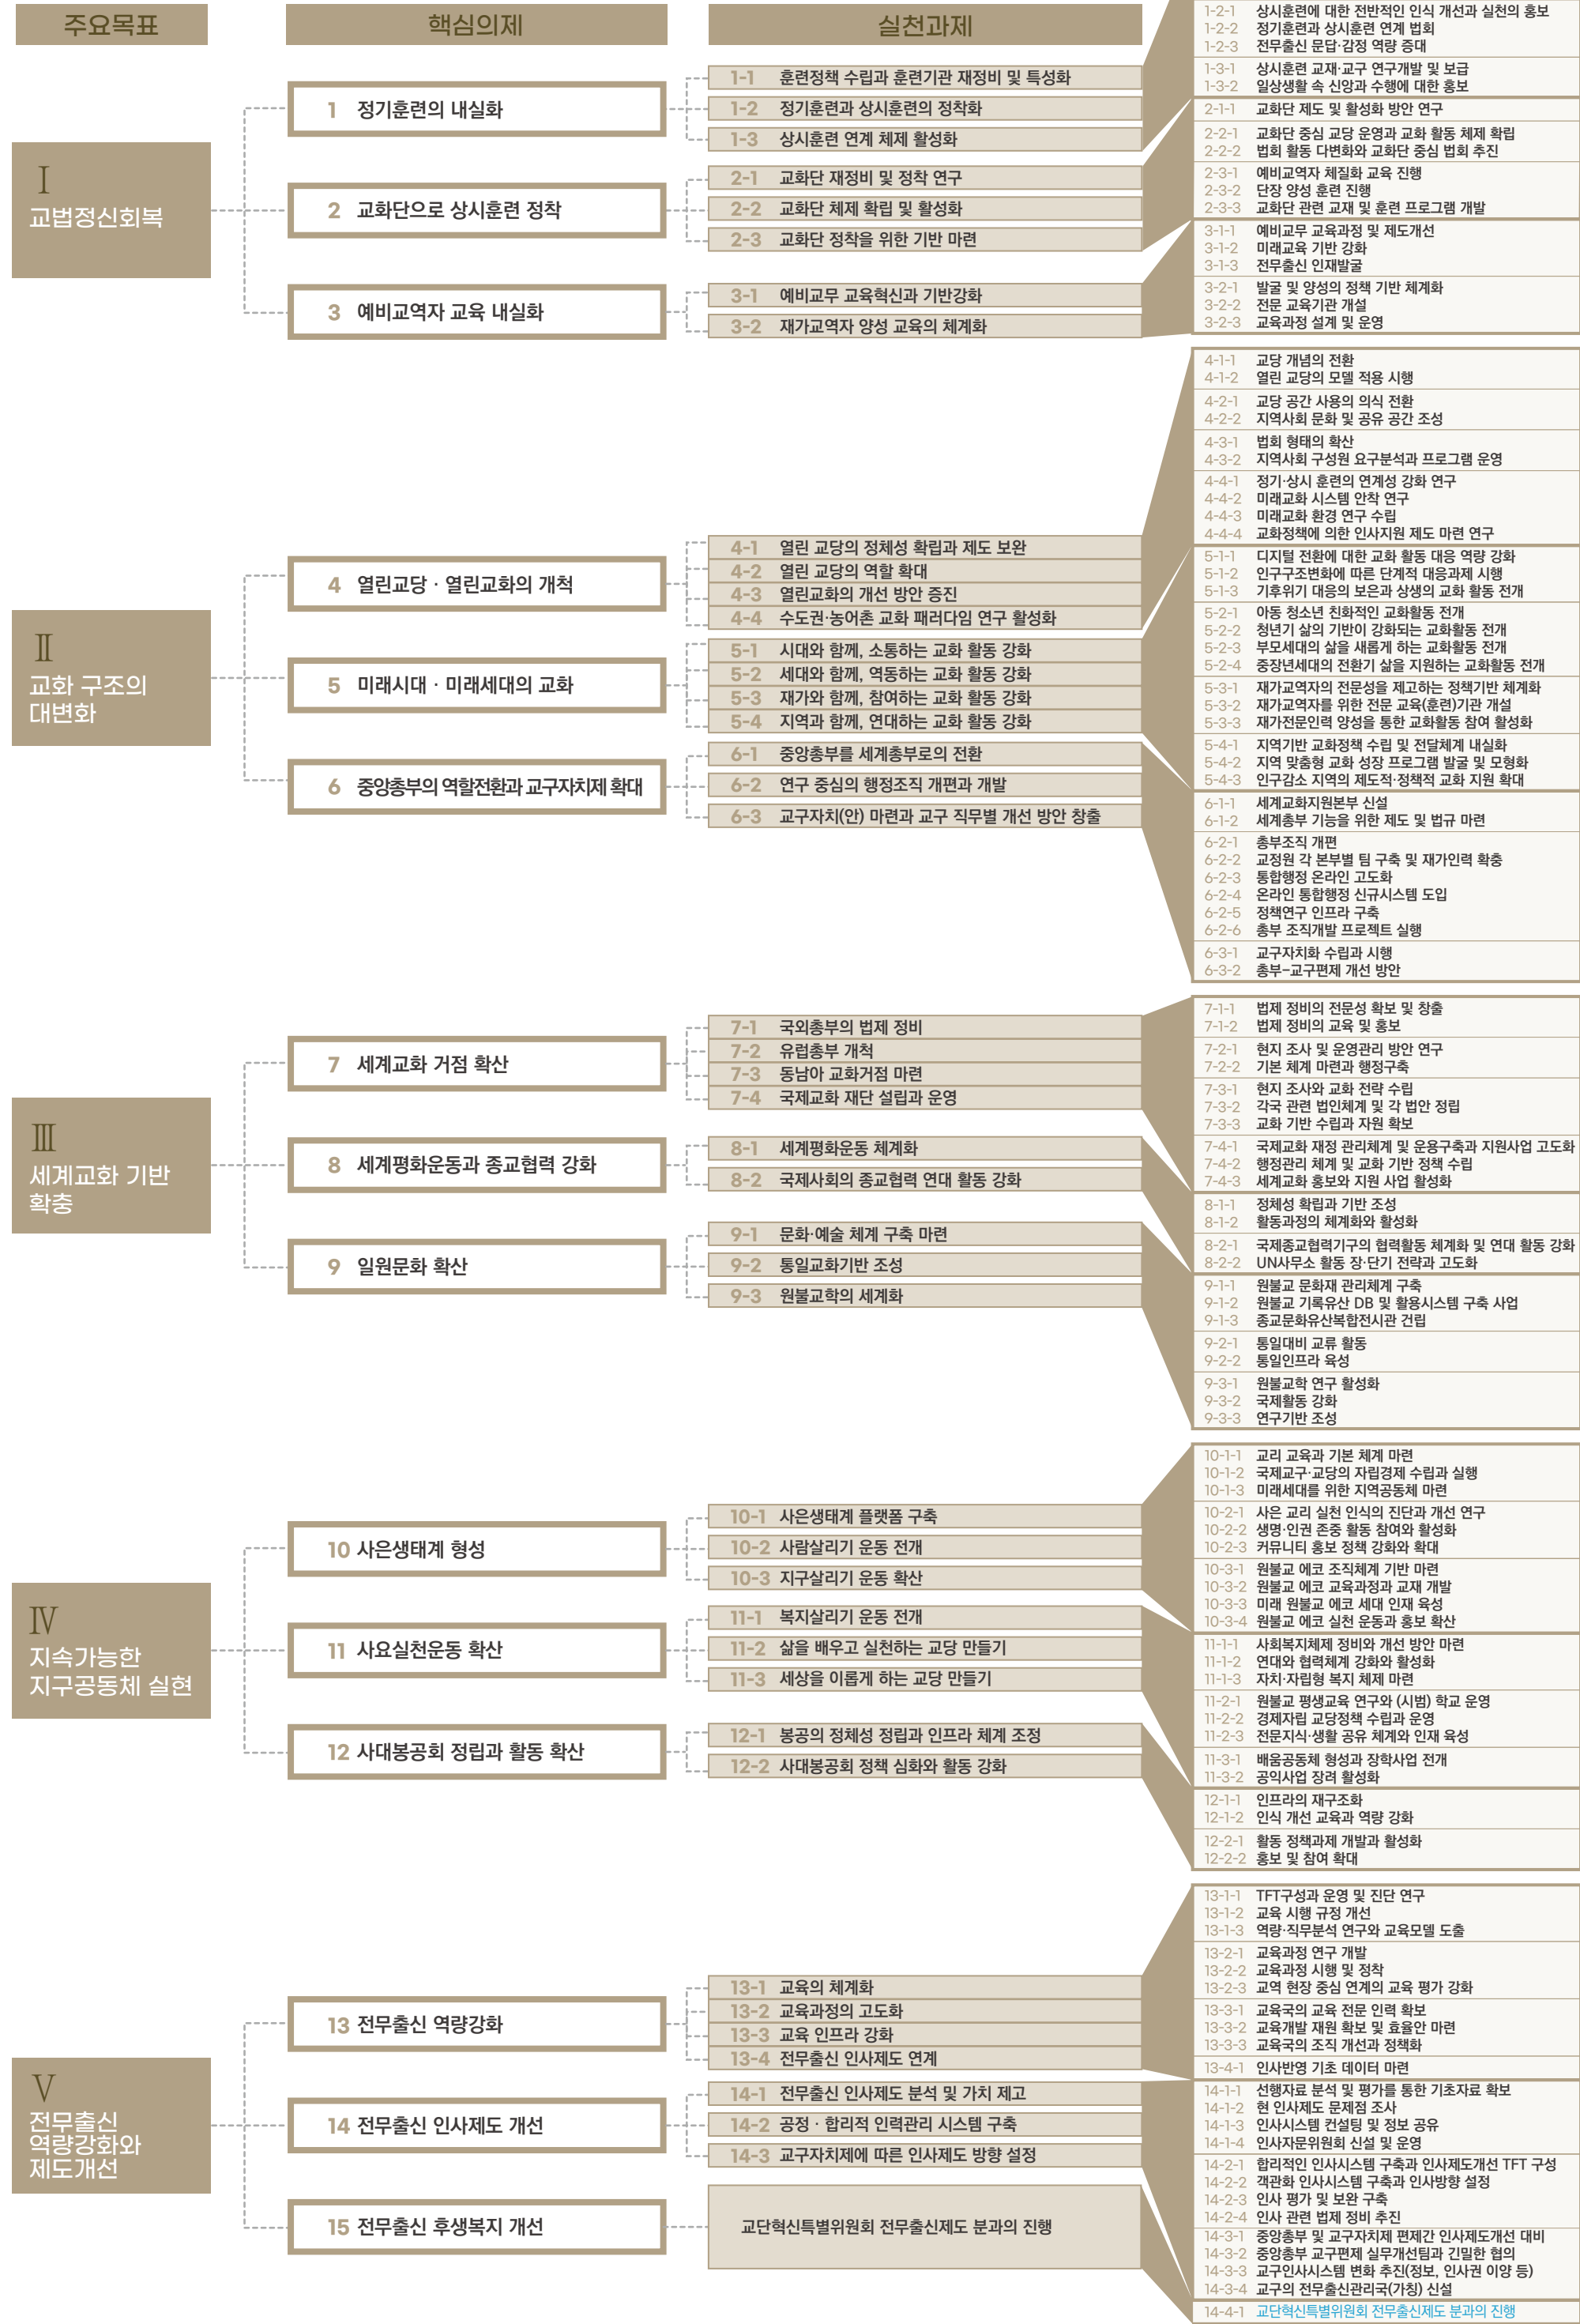 주요목표
핵심의제
실천과제
Ⅰ
교법정신회복
1 정기훈련의 내실화
1-1 훈련정책 수립과 훈련기관 재정비 및 특성화
1-2 정기훈련과 상시훈련의 정착화
1-3 상시훈련 연계 체제 활성화
2 교화단으로 상시훈련 정착
2-1 교화단 재정비 및 정착 연구
2-2 교화단 체제 확립 및 활성화
2-3 교화단 정착을 위한 기반 마련
3 예비교역자 교육 내실화
3-1 예비교무 교육혁신과 기반강화
3-2 재가교역자 양성 교육의 체계화
1-2-1 상시훈련에 대한 전반적인 인식 개선과 실천의 홍보
1-2-2 정기훈련과 상시훈련 연계 법회
1-2-3 전무출신 문답·감정 역량 증대
1-3-1 상시훈련 교재·교구 연구개발 및 보급
1-3-2 일상생활 속 신앙과 수행에 대한 홍보
2-1-1 교화단 제도 및 활성화 방안 연구
2-2-1 교화단 중심 교당 운영과 교화 활동 체제 확립
2-2-2 법회 활동 다변화와 교화단 중심 법회 추진
2-3-1 예비교역자 체질화 교육 진행
2-3-2 단장 양성 훈련 진행
2-3-3 교화단 관련 교재 및 훈련 프로그램 개발
3-1-1 예비교무 교육과정 및 제도개선
3-1-2 미래교육 기반 강화
3-1-3 전무출신 인재발굴
3-2-1 발굴 및 양성의 정책 기반 체계화
3-2-2 전문 교육기관 개설
3-2-3 교육과정 설계 및 운영
Ⅱ
교화 구조의
대변화
4 열린교당 · 열린교화의 개척
4-1 열린 교당의 정체성 확립과 제도 보완
4-2 열린 교당의 역할 확대
4-3 열린교화의 개선 방안 증진
4-4 수도권·농어촌 교화 패러다임 연구 활성화
5 미래시대 · 미래세대의 교화
5-1 시대와 함께, 소통하는 교화 활동 강화
5-2 세대와 함께, 역동하는 교화 활동 강화
5-3 재가와 함께, 참여하는 교화 활동 강화
5-4 지역과 함께, 연대하는 교화 활동 강화
6 중앙총부의 역할전환과 교구자치제 확대
6-1 중앙총부를 세계총부로의 전환
6-2 연구 중심의 행정조직 개편과 개발
6-3 교구자치(안) 마련과 교구 직무별 개선 방안 창출
4-1-1 교당 개념의 전환
4-1-2 열린 교당의 모델 적용 시행
4-2-1 교당 공간 사용의 의식 전환
4-2-2 지역사회 문화 및 공유 공간 조성
4-3-1 법회 형태의 확산
4-3-2 지역사회 구성원 요구분석과 프로그램 운영
4-4-1 정기·상시 훈련의 연계성 강화 연구
4-4-2 미래교화 시스템 안착 연구
4-4-3 미래교화 환경 연구 수립
4-4-4 교화정책에 의한 인사지원 제도 마련 연구
5-1-1 디지털 전환에 대한 교화 활동 대응 역량 강화
5-1-2 인구구조변화에 따른 단계적 대응과제 시행
5-1-3 기후위기 대응의 보은과 상생의 교화 활동 전개
5-2-1 아동 청소년 친화적인 교화활동 전개
5-2-2 청년기 삶의 기반이 강화되는 교화활동 전개
5-2-3 부모세대의 삶을 새롭게 하는 교화활동 전개
5-2-4 중장년세대의 전환기 삶을 지원하는 교화활동 전개
5-3-1 재가교역자의 전문성을 제고하는 정책기반 체계화
5-3-2 재가교역자를 위한 전문 교육(훈련)기관 개설
5-3-3 재가전문인력 양성을 통한 교화활동 참여 활성화
5-4-1 지역기반 교화정책 수립 및 전달체계 내실화
5-4-2 지역 맞춤형 교화 성장 프로그램 발굴 및 모형화
5-4-3 인구감소 지역의 제도적·정책적 교화 지원 확대
6-1-1 세계교화지원본부 신설
6-1-2 세계총부 기능을 위한 제도 및 법규 마련
6-2-1 총부조직 개편
6-2-2 교정원 각 본부별 팀 구축 및 재가인력 확충
6-2-3 통합행정 온라인 고도화
6-2-4 온라인 통합행정 신규시스템 도입
6-2-5 정책연구 인프라 구축
6-2-6 총부 조직개발 프로젝트 실행
6-3-1 교구자치화 수립과 시행
6-3-2 총부-교구편제 개선 방안
Ⅲ
세계교화 기반
확충
7 세계교화 거점 확산
7-1 국외총부의 법제 정비
7-2 유럽총부 개척
7-3 동남아 교화거점 마련
7-4 국제교화 재단 설립과 운영
8 세계평화운동과 종교협력 강화
8-1 세계평화운동 체계화
8-2 국제사회의 종교협력 연대 활동 강화
9 일원문화 확산
9-1 문화·예술 체계 구축 마련
9-2 통일교화기반 조성
9-3 원불교학의 세계화
7-1-1 법제 정비의 전문성 확보 및 창출
7-1-2 법제 정비의 교육 및 홍보
7-2-1 현지 조사 및 운영관리 방안 연구
7-2-2 기본 체계 마련과 행정구축
7-3-1 현지 조사와 교화 전략 수립
7-3-2 각국 관련 법인체계 및 각 법안 정립
7-3-3 교화 기반 수립과 자원 확보
7-4-1 국제교화 재정 관리체계 및 운용구축과 지원사업 고도화
7-4-2 행정관리 체계 및 교화 기반 정책 수립
7-4-3 세계교화 홍보와 지원 사업 활성화
8-1-1 정체성 확립과 기반 조성
8-1-2 활동과정의 체계화와 활성화
8-2-1 국제종교협력기구의 협력활동 체계화 및 연대 활동 강화
8-2-2 UN사무소 활동 장·단기 전략과 고도화
9-1-1 원불교 문화재 관리체계 구축
9-1-2 원불교 기록유산 DB 및 활용시스템 구축 사업
9-1-3 종교문화유산복합전시관 건립
9-2-1 통일대비 교류 활동
9-2-2 통일인프라 육성
9-3-1 원불교학 연구 활성화
9-3-2 국제활동 강화
9-3-3 연구기반 조성
Ⅳ
지속가능한
지구공동체 실현
10 사은생태계 형성
10-1 사은생태계 플랫폼 구축
10-2 사람살리기 운동 전개
10-3 지구살리기 운동 확산
11 사요실천운동 확산
11-1 복지살리기 운동 전개
11-2 삶을 배우고 실천하는 교당 만들기
11-3 세상을 이롭게 하는 교당 만들기
12 사대봉공회 정립과 활동 확산
12-1 봉공의 정체성 정립과 인프라 체계 조정
12-2 사대봉공회 정책 심화와 활동 강화
10-1-1 교리 교육과 기본 체계 마련
10-1-2 국제교구·교당의 자립경제 수립과 실행
10-1-3 미래세대를 위한 지역공동체 마련
10-2-1 사은 교리 실천 인식의 진단과 개선 연구
10-2-2 생명·인권 존중 활동 참여와 활성화
10-2-3 커뮤니티 홍보 정책 강화와 확대
10-3-1 원불교 에코 조직체계 기반 마련
10-3-2 원불교 에코 교육과정과 교재 개발
10-3-3 미래 원불교 에코 세대 인재 육성
10-3-4 원불교 에코 실천 운동과 홍보 확산
11-1-1 사회복지체제 정비와 개선 방안 마련
11-1-2 연대와 협력체계 강화와 활성화
11-1-3 자치·자립형 복지 체제 마련
11-2-1 원불교 평생교육 연구와 (시범) 학교 운영
11-2-2 경제자립 교당정책 수립과 운영
11-2-3 전문지식·생활 공유 체계와 인재 육성
11-3-1 배움공동체 형성과 장학사업 전개
11-3-2 공익사업 장려 활성화
12-1-1 인프라의 재구조화
12-1-2 인식 개선 교육과 역량 강화
12-2-1 활동 정책과제 개발과 활성화
12-2-2 홍보 및 참여 확대
Ⅴ
전무출신
역량강화와
제도개선
13 전무출신 역량강화
13-1 교육의 체계화
13-2 교육과정의 고도화
13-3 교육 인프라 강화
13-4 전무출신 인사제도 연계
14 전무출신 인사제도 개선
14-1 전무출신 인사제도 분석 및 가치 제고
14-2 공정 · 합리적 인력관리 시스템 구축
14-3 교구자치제에 따른 인사제도 방향 설정
15 전무출신 후생복지 개선
교단혁신특별위원회 전무출신제도 분과의 진행
13-1-1 TFT구성과 운영 및 진단 연구
13-1-2 교육 시행 규정 개선
13-1-3 역량·직무분석 연구와 교육모델 도출
13-2-1 교육과정 연구 개발
13-2-2 교육과정 시행 및 정착
13-2-3 교역 현장 중심 연계의 교육 평가 강화
13-3-1 교육국의 교육 전문 인력 확보
13-3-2 교육개발 재원 확보 및 효율안 마련
13-3-3 교육국의 조직 개선과 정책화
13-4-1 인사반영 기초 데이터 마련
14-1-1 선행자료 분석 및 평가를 통한 기초자료 확보
14-1-2 현 인사제도 문제점 조사
14-1-3 인사시스템 컨설팅 및 정보 공유
14-1-4 인사자문위원회 신설 및 운영
14-2-1 합리적인 인사시스템 구축과 인사제도개선 TFT 구성
14-2-2 객관화 인사시스템 구축과 인사방향 설정
14-2-3 인사 평가 및 보완 구축
14-2-4 인사 관련 법제 정비 추진
14-3-1 중앙총부 및 교구자치제 편제간 인사제도개선 대비
14-3-2 중앙총부 교구편제 실무개선팀과 긴밀한 협의
14-3-3 교구인사시스템 변화 추진(정보, 인사권 이양 등)
14-3-4 교구의 전무출신관리국(가칭) 신설
14-4-1 교단혁신특별위원회 전무출신제도 분과의 진행